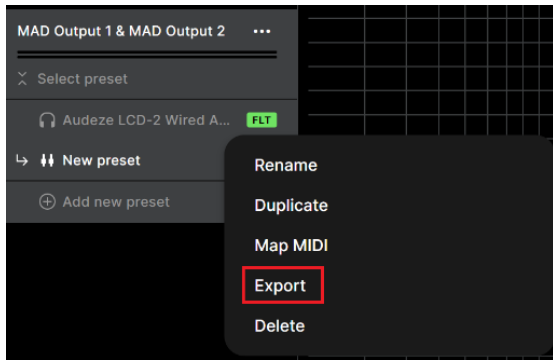 MAD Output 1 & MAD Output 2 ...
Select preset
Audeze LCD-2 Wired A... FLT
New preset
Add new preset
Rename
Duplicate
Map MIDI
Export
Delete